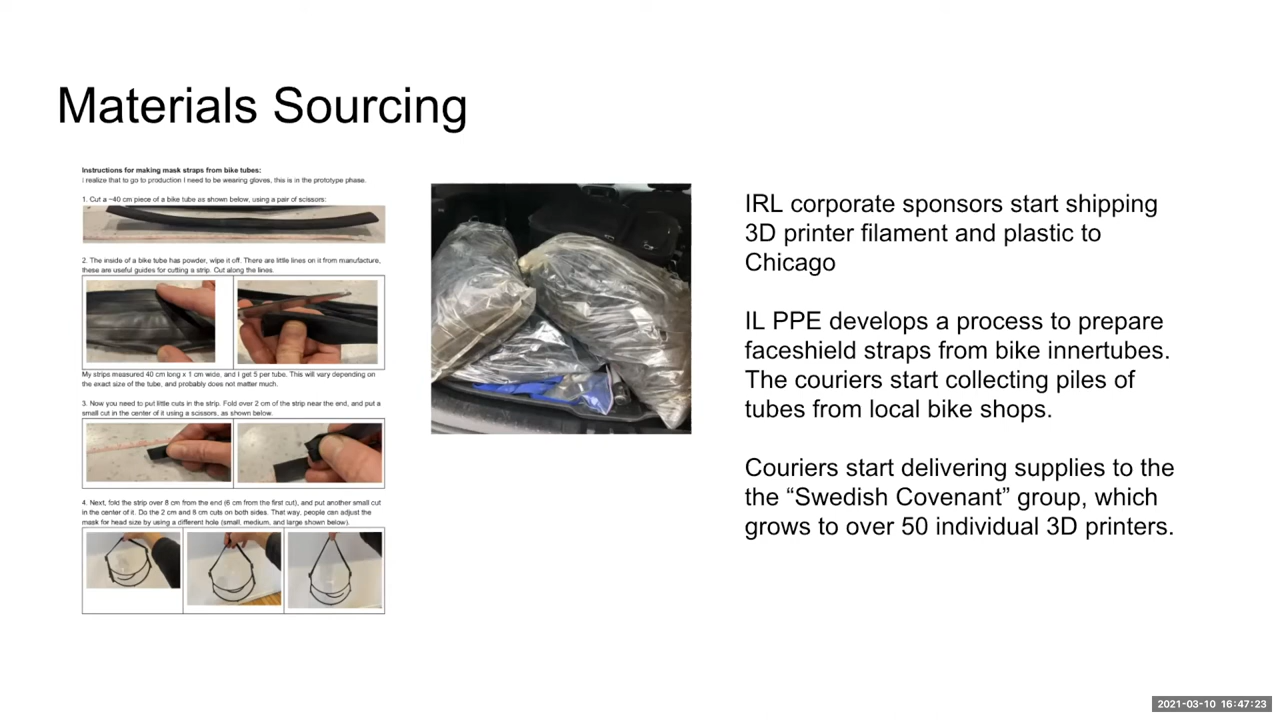 Materials Sourcing
Instructions for making mask straps from bike tubes:
i realize that to go to production I need to be wearing gloves, this is in the prototype phase.
1. Cut a ~40 cm piece of a bike tube as shown below, using a pair of scissors:
2. The inside of a bike tube has powder, wipe it off. There are little lines on it from manufacture,
these are useful guides for cutting a strip. Cut along the lines.
My strips measured 40 cm long x 1 cm wide, and I get 5 per tube. This will vary depending on
the exact size of the tube, and probably does not matter much.
3. Now you need to put little cuts in the strip. Fold over 2 cm of the strip near the end, and put a
small cut in the center of it using a scissors, as shown below.
4. Next, fold the strip over 8 cm from the end (6 cm from the first cut), and put another small cut
in the center of it. Do the 2 cm and 8 cm cuts on both sides. That way, people can adjust the
mask for head size by using a different hole (small, medium, and large shown below).
IRL corporate sponsors start shipping
3D printer filament and plastic to
Chicago
IL PPE develops a process to prepare
faceshield straps from bike innertubes.
The couriers start collecting piles of
tubes from local bike shops.
Couriers start delivering supplies to the
the “Swedish Covenant” group, which
grows to over 50 individual 3D printers.
2021-03-10 16:47:23